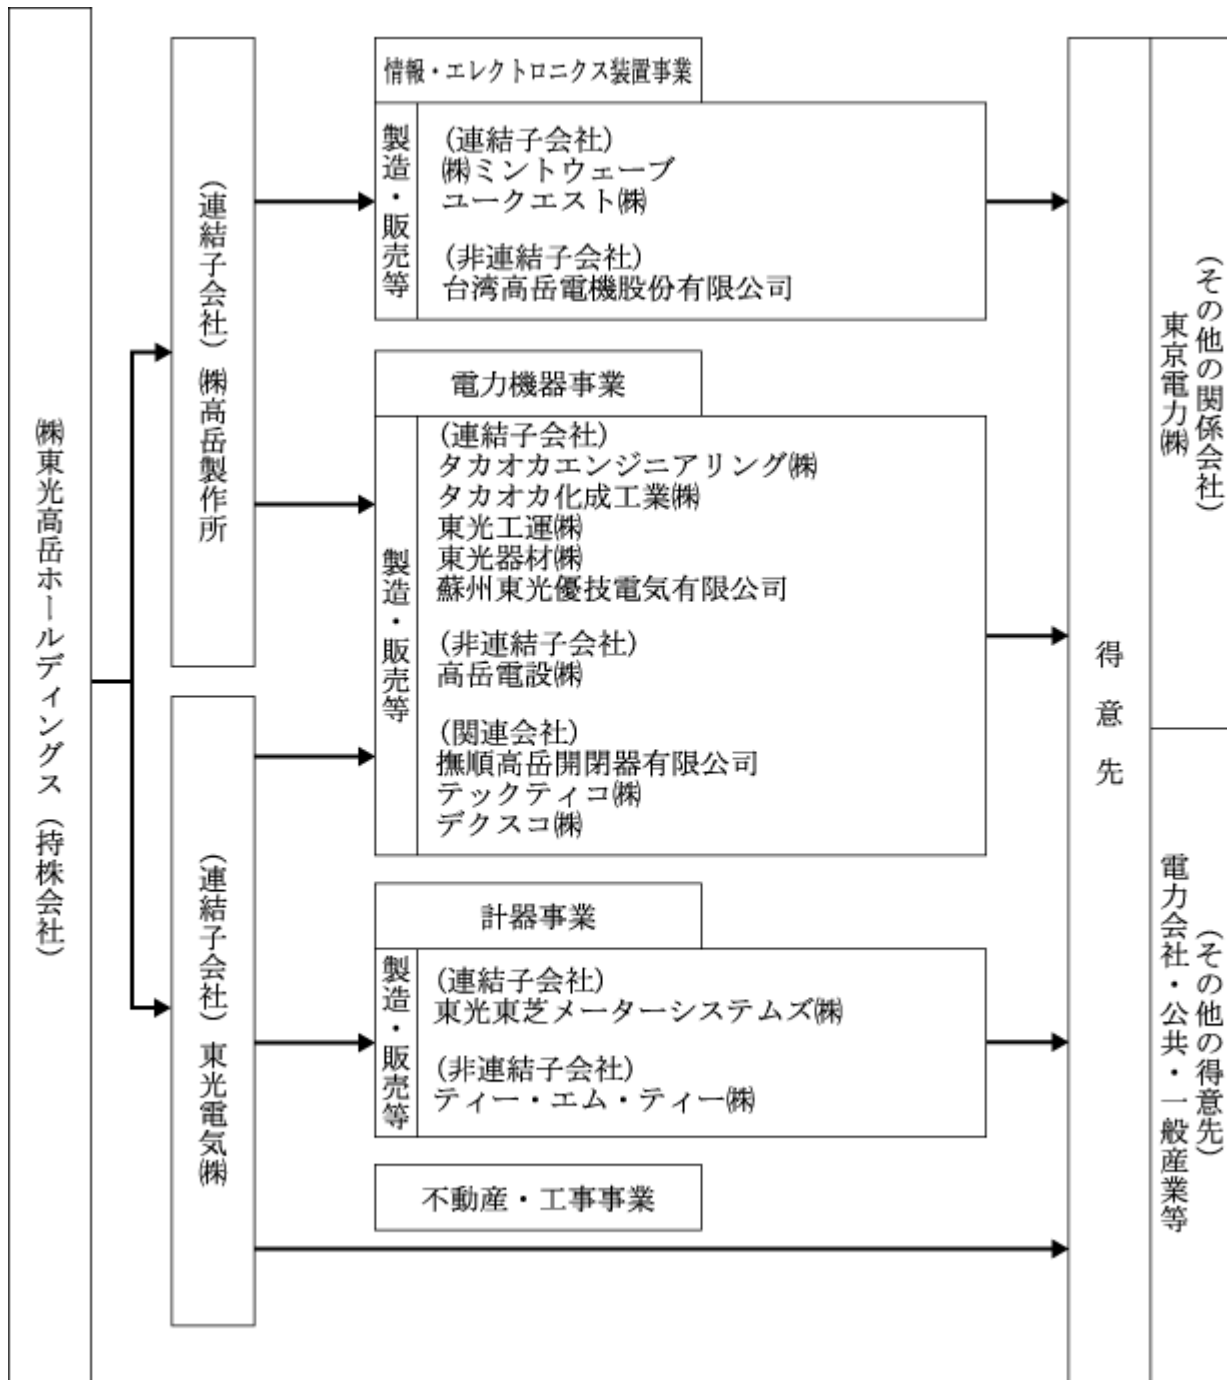 ㈱東光高岳ホールディングス（持株会社）
（連結子会社）㈱高岳製作所
（連結子会社）東光電気㈱
情報・エレクトロニクス装置事業
製造・販売等
(連結子会社)
㈱ミントウェーブ
ユークエスト㈱
(非連結子会社)
台湾高岳電機股份有限公司
電力機器事業
製造・販売等
(連結子会社)
タカオカエンジニアリング㈱
タカオカ化成工業㈱
東光工運㈱
東光器材㈱
蘇州東光優技電気有限公司
(非連結子会社)
高岳電設㈱
(関連会社)
撫順高岳開閉器有限公司
テックティコ㈱
デクスコ㈱
計器事業
製造・販売等
(連結子会社)
東光東芝メーターシステムズ㈱
(非連結子会社)
ティー・エム・ティー㈱
不動産・工事事業
得意先
（その他の関係会社）
東京電力㈱
（その他の得意先）
電力会社・公共・一般産業等